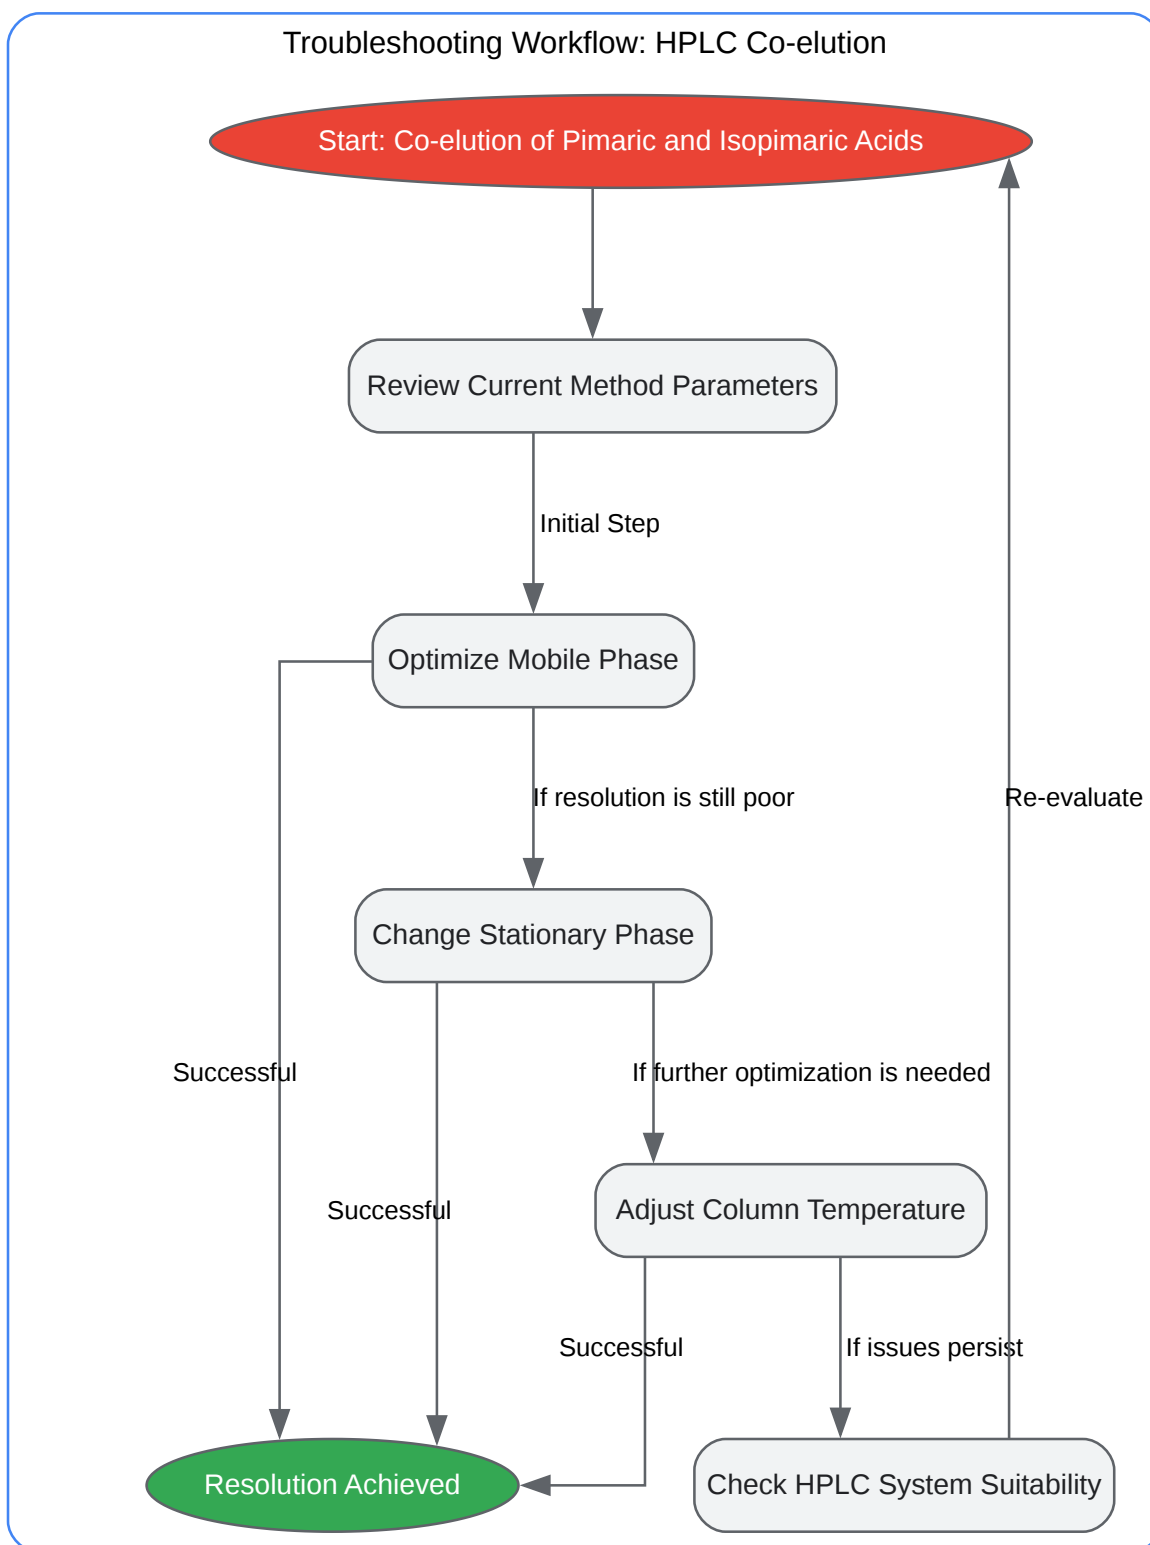 Troubleshooting Workflow: HPLC Co-elution
Start: Co-elution of Pimaric and Isopimaric Acids
Review Current Method Parameters
Initial Step
Optimize Mobile Phase
If resolution is still poor
Re-evaluate
Change Stationary Phase
Successful
If further optimization is needed
Successful
Adjust Column Temperature
Successful
If issues persist
Resolution Achieved
Check HPLC System Suitability